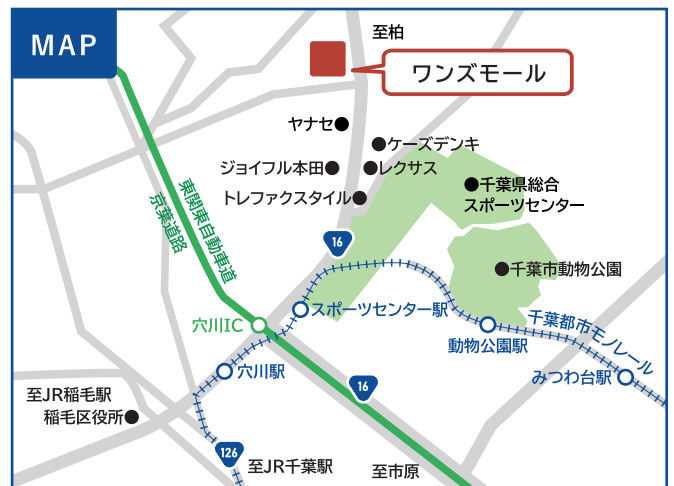 MAP
至柏
ワンズモール
ヤナセ
ケーズデンキ
ジョイフル本田
レクサス
トレファクスタイル
千葉県総合
スポーツセンター
東関東自動車道
京葉道路
16
千葉市動物公園
スポーツセンター駅
穴川IC
動物公園駅
千葉都市モノレール
みつわ台駅
穴川駅
16
至JR稲毛駅
稲毛区役所
126
至JR千葉駅
至市原